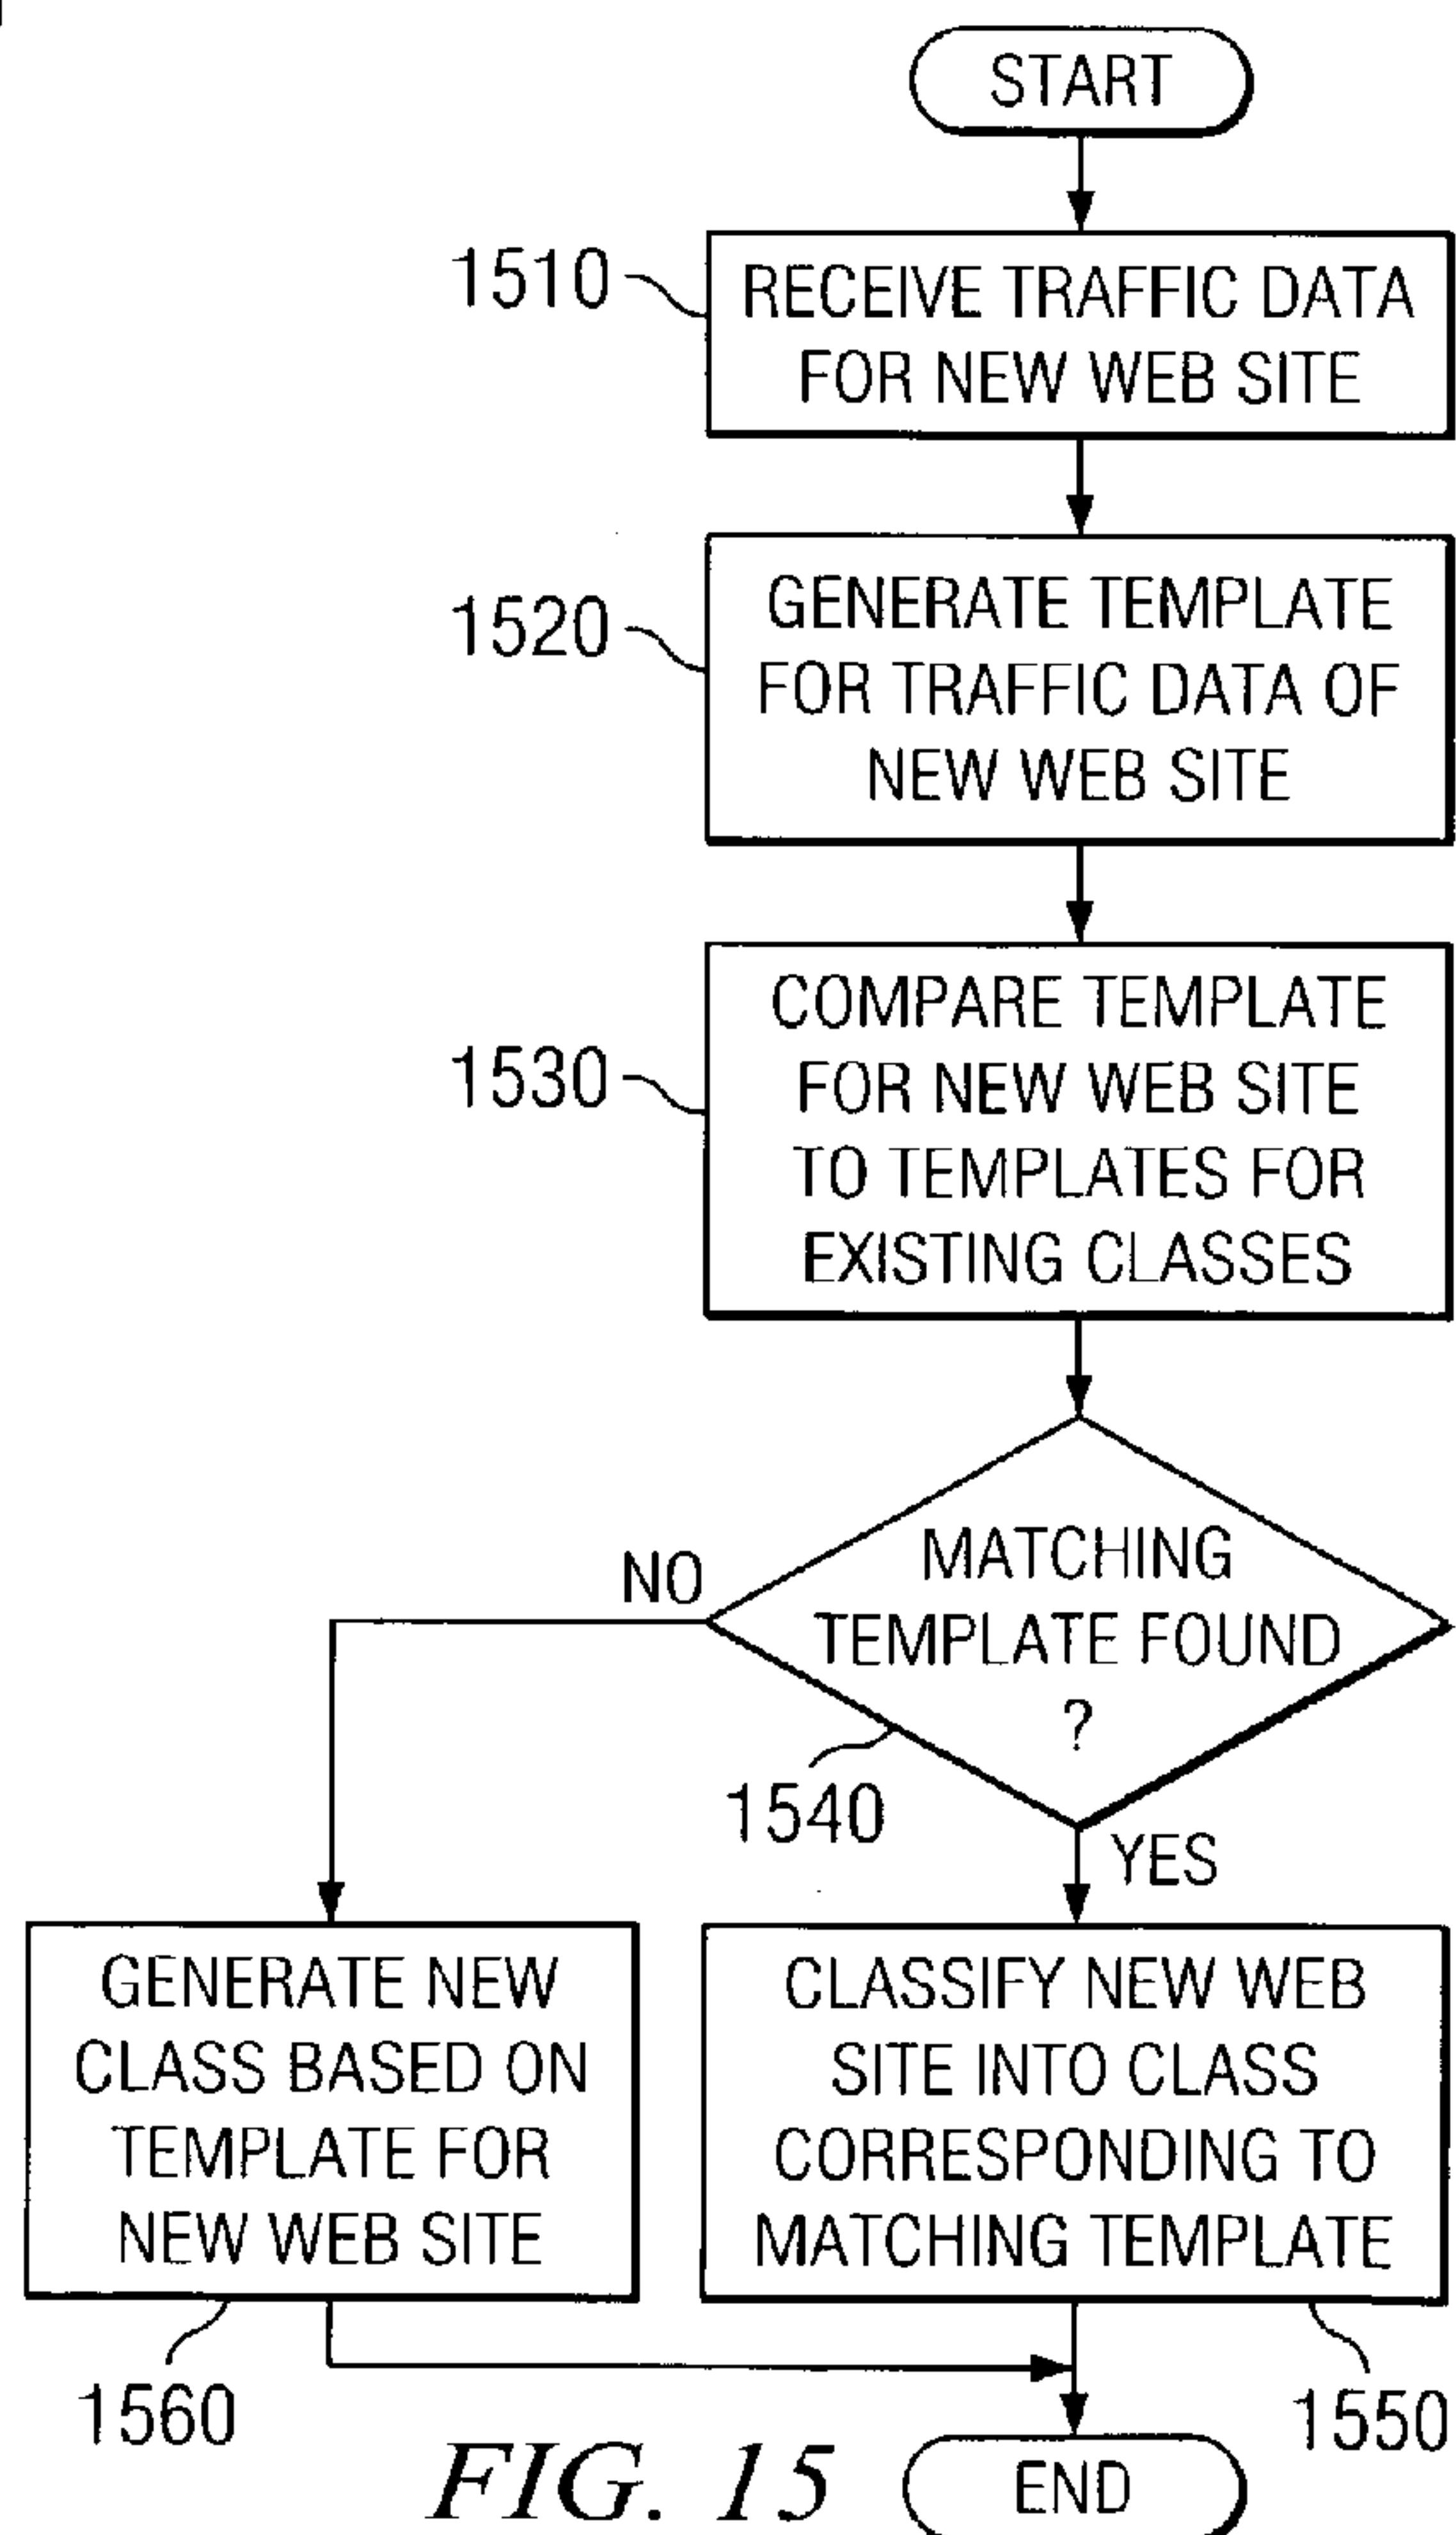 START
1510
RECEIVE TRAFFIC DATA
FOR NEW WEB SITE
1520
GENERATE TEMPLATE
FOR TRAFFIC DATA OF
NEW WEB SITE
1530
COMPARE TEMPLATE
FOR NEW WEB SITE
TO TEMPLATES FOR
EXISTING CLASSES
NO
MATCHING
TEMPLATE FOUND
?
1540
YES
GENERATE NEW
CLASS BASED ON
TEMPLATE FOR
NEW WEB SITE
CLASSIFY NEW WEB
SITE INTO CLASS
CORRESPONDING TO
MATCHING TEMPLATE
1560
1550
FIG. 15
END